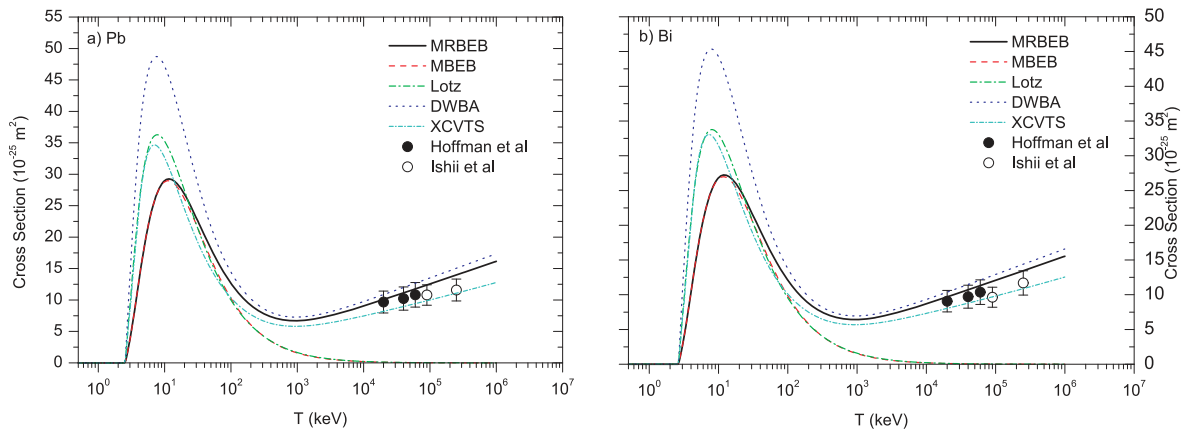 a) Pb
MRBEB
MBEB
Lotz
DWBA
XCVTS
Hoffman et al
Ishii et al
Cross Section (10⁻²⁵ m²)
55
50
45
40
35
30
25
20
15
10
5
0
10⁰ 10¹ 10² 10³ 10⁴ 10⁵ 10⁶ 10⁷
T (keV)
b) Bi
MRBEB
MBEB
Lotz
DWBA
XCVTS
Hoffman et al
Ishii et al
50
45
40
35
30
25
20
15
10
5
0
Cross Section (10⁻²⁵ m²)
10⁰ 10¹ 10² 10³ 10⁴ 10⁵ 10⁶ 10⁷
T (keV)